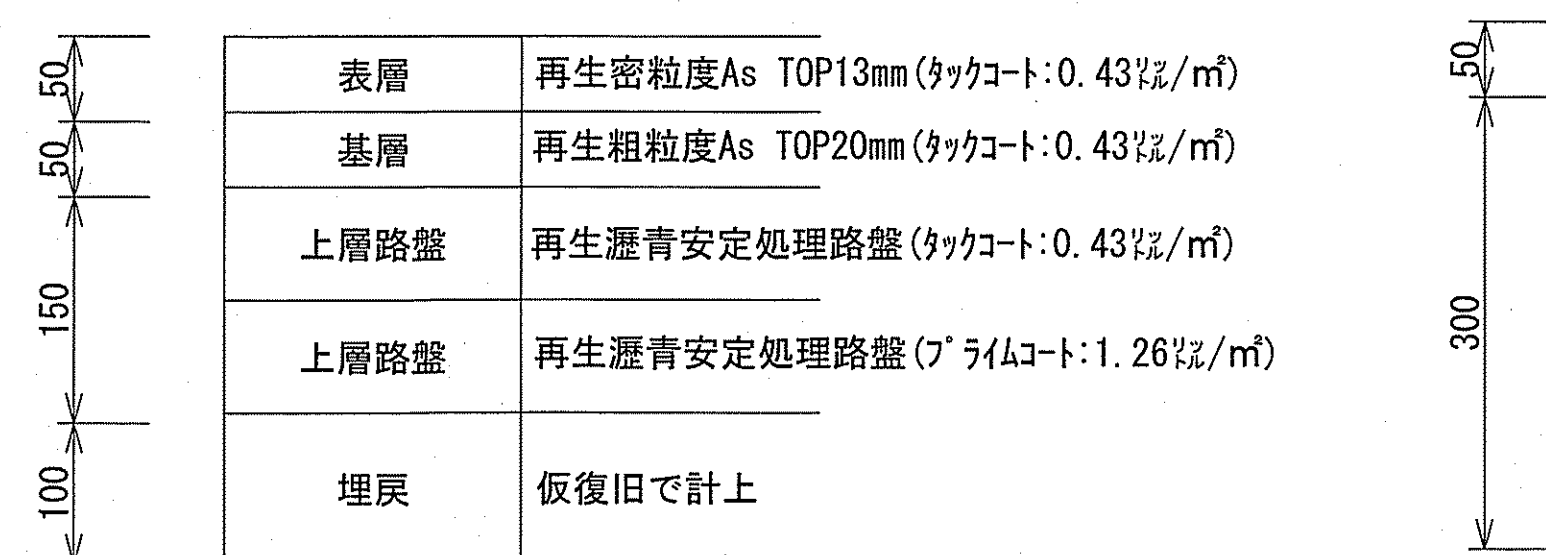 50
表層 再生密粒度As TOP13mm(ﾀｯｸｺｰﾄ:0.43㍑/㎡)
50
50
基層 再生粗粒度As TOP20mm(ﾀｯｸｺｰﾄ:0.43㍑/㎡)
上層路盤 再生瀝青安定処理路盤(ﾀｯｸｺｰﾄ:0.43㍑/㎡)
150
300
上層路盤 再生瀝青安定処理路盤(ﾌﾟﾗｲﾑｺｰﾄ:1.26㍑/㎡)
100
埋戻 仮復旧で計上